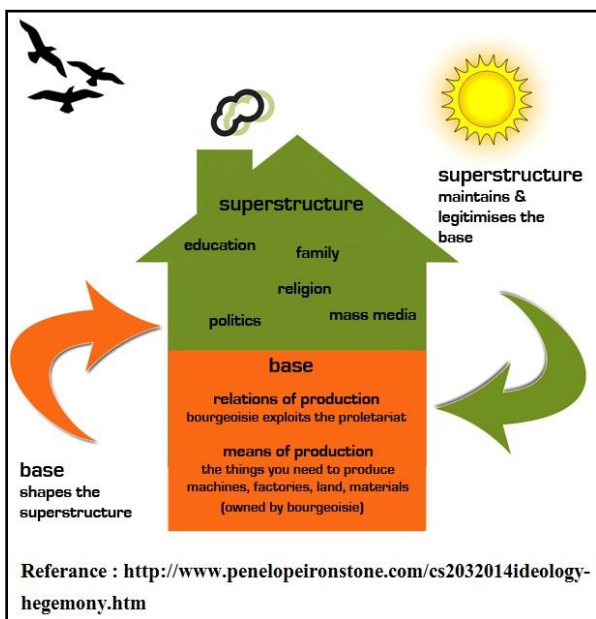 superstructure
maintains &
legitimises the
base
superstructure
education
family
religion
politics
mass media
base
relations of production
bourgeoisie exploits the proletariat
means of production
the things you need to produce
machines, factories, land, materials
(owned by bourgeoisie)
base
shapes the
superstructure
Referance : http://www.penelopeironstone.com/cs2032014ideology-
hegemony.htm